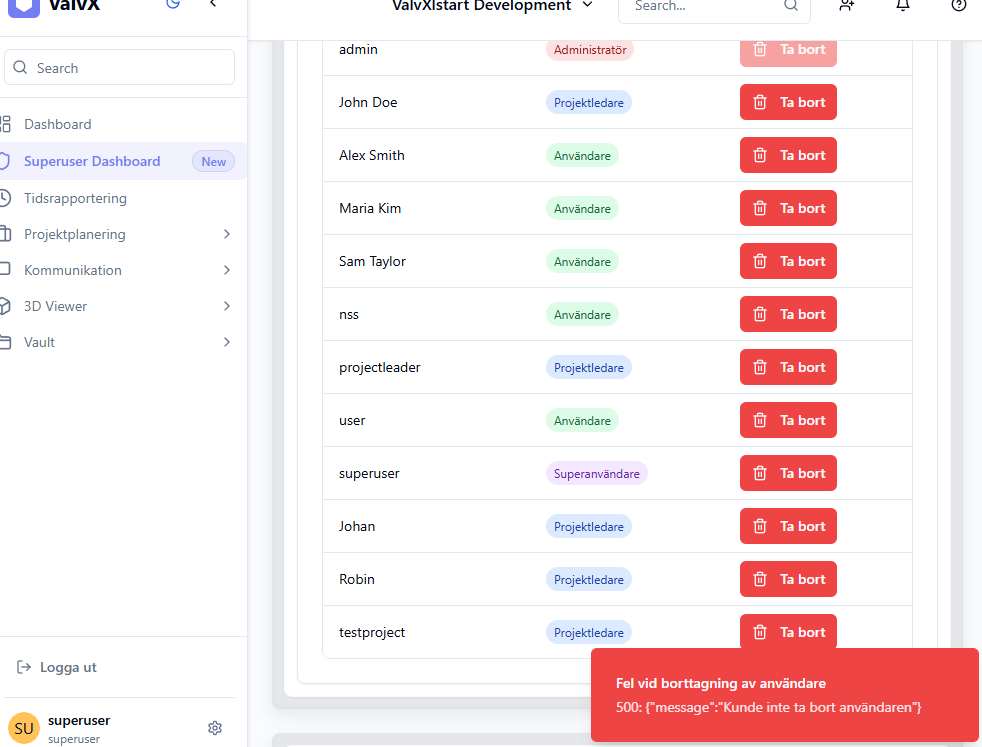 ValvX
ValvXIstart Development
Search...
Search
Dashboard
Superuser Dashboard New
Tidsrapportering
Projektplanering
Kommunikation
3D Viewer
Vault
Logga ut
SU
superuser
superuser
admin Administratör Ta bort
John Doe Projektledare Ta bort
Alex Smith Användare Ta bort
Maria Kim Användare Ta bort
Sam Taylor Användare Ta bort
nss Användare Ta bort
projectleader Projektledare Ta bort
user Användare Ta bort
superuser Superanvändare Ta bort
Johan Projektledare Ta bort
Robin Projektledare Ta bort
testproject Projektledare Ta bort
Fel vid borttagning av användare
500: {"message":"Kunde inte ta bort användaren"}